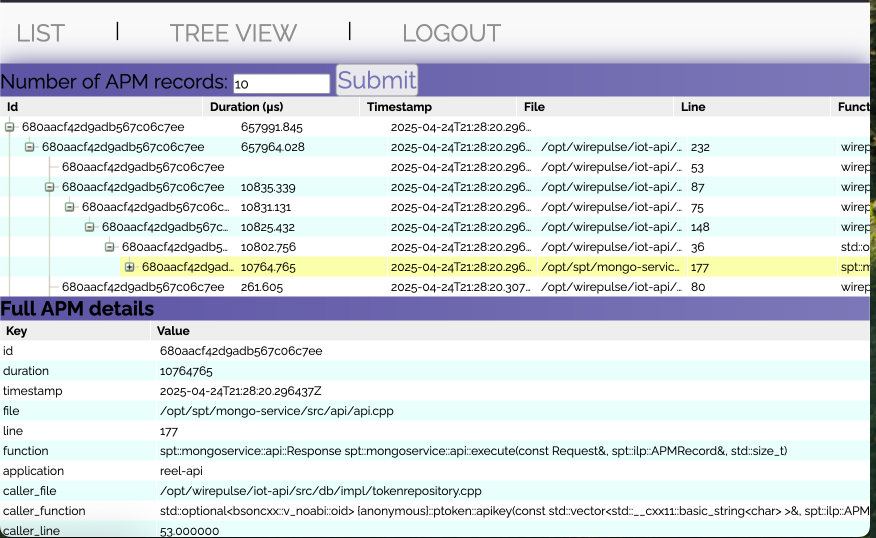 LIST | TREE VIEW | LOGOUT
Number of APM records: 10 Submit
Id Duration (µs) Timestamp File Line Funct
680aacf42d9adb567c06c7ee 657991.845 2025-04-24T21:28:20.296...
680aacf42d9adb567c06c7ee 657964.028 2025-04-24T21:28:20.296... /opt/wirepulse/iot-api/... 232 wirep
680aacf42d9adb567c06c7ee 2025-04-24T21:28:20.296... /opt/wirepulse/iot-api/... 53 wirep
680aacf42d9adb567c06c7ee 10835.339 2025-04-24T21:28:20.296... /opt/wirepulse/iot-api/... 87 wirep
680aacf42d9adb567c06c... 10831.131 2025-04-24T21:28:20.296... /opt/wirepulse/iot-api/... 75 wirep
680aacf42d9adb567c... 10825.432 2025-04-24T21:28:20.296... /opt/wirepulse/iot-api/... 148 wirep
680aacf42d9adb5... 10802.756 2025-04-24T21:28:20.296... /opt/wirepulse/iot-api/... 36 std::o
680aacf42d9ad... 10764.765 2025-04-24T21:28:20.296... /opt/spt/mongo-servic... 177 spt::m
680aacf42d9adb567c06c7ee 261.605 2025-04-24T21:28:20.307... /opt/wirepulse/iot-api/... 80 wirep
Full APM details
Key Value
id 680aacf42d9adb567c06c7ee
duration 10764765
timestamp 2025-04-24T21:28:20.296437Z
file /opt/spt/mongo-service/src/api/api.cpp
line 177
function spt::mongoservice::api::Response spt::mongoservice::api::execute(const Request&, spt::ilp::APMRecord&, std::size_t)
application reel-api
caller_file /opt/wirepulse/iot-api/src/db/impl/tokenrepository.cpp
caller_function std::optional<bsoncxx::v_noabi::oid> {anonymous}::ptoken::apikey(const std::vector<std::__cxx11::basic_string<char> >&, spt::ilp::APM
caller_line 53.000000